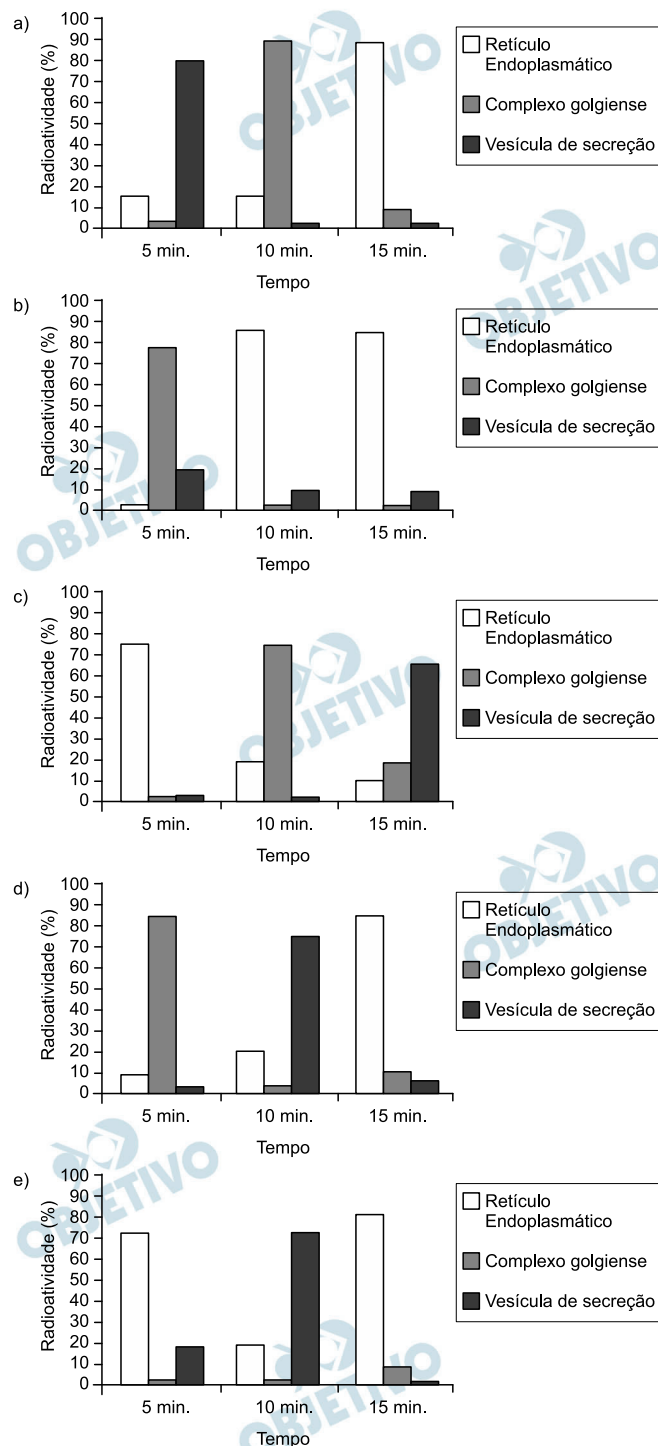 a)
Radioatividade (%)
100
90
80
70
60
50
40
30
20
10
0
5 min.
10 min.
15 min.
Tempo
Retículo
Endoplasmático
Complexo golgiense
Vesícula de secreção
OBJETIVO
b)
Radioatividade (%)
100
90
80
70
60
50
40
30
20
10
0
5 min.
10 min.
15 min.
Tempo
Retículo
Endoplasmático
Complexo golgiense
Vesícula de secreção
OBJETIVO
OBJETIVO
c)
Radioatividade (%)
100
90
80
70
60
50
40
30
20
10
0
5 min.
10 min.
15 min.
Tempo
Retículo
Endoplasmático
Complexo golgiense
Vesícula de secreção
OBJETIVO
d)
Radioatividade (%)
100
90
80
70
60
50
40
30
20
10
0
5 min.
10 min.
15 min.
Tempo
Retículo
Endoplasmático
Complexo golgiense
Vesícula de secreção
OBJETIVO
e)
Radioatividade (%)
100
90
80
70
60
50
40
30
20
10
0
5 min.
10 min.
15 min.
Tempo
Retículo
Endoplasmático
Complexo golgiense
Vesícula de secreção
OBJETIVO
OBJETIVO